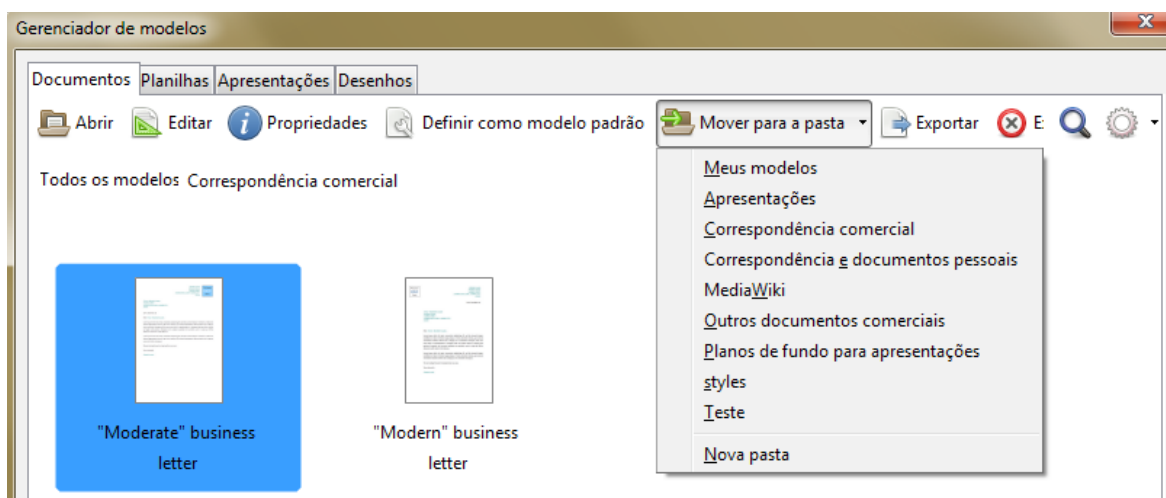 Gerenciador de modelos
Documentos Planilhas Apresentações Desenhos
Abrir Editar Propriedades Definir como modelo padrão Mover para a pasta Exportar E
Todos os modelos Correspondência comercial
Meus modelos
Apresentações
Correspondência comercial
Correspondência e documentos pessoais
MediaWiki
Outros documentos comerciais
Planos de fundo para apresentações
styles
Teste
Nova pasta
"Moderate" business
letter
"Modern" business
letter